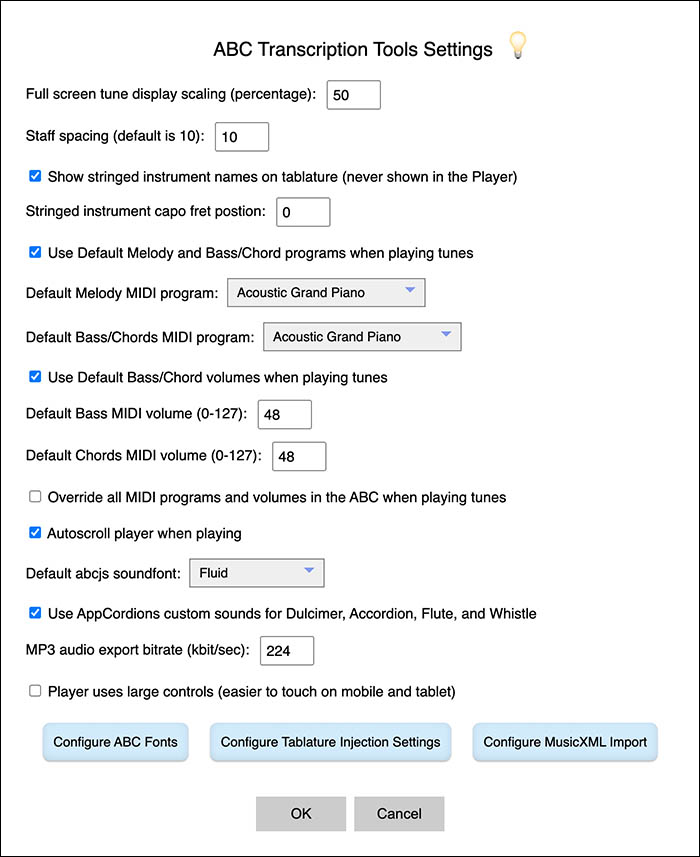 ABC Transcription Tools Settings
Full screen tune display scaling (percentage): 50
Staff spacing (default is 10): 10
Show stringed instrument names on tablature (never shown in the Player)
Stringed instrument capo fret postion: 0
Use Default Melody and Bass/Chord programs when playing tunes
Default Melody MIDI program: Acoustic Grand Piano
Default Bass/Chords MIDI program: Acoustic Grand Piano
Use Default Bass/Chord volumes when playing tunes
Default Bass MIDI volume (0-127): 48
Default Chords MIDI volume (0-127): 48
Override all MIDI programs and volumes in the ABC when playing tunes
Autoscroll player when playing
Default abcjs soundfont: Fluid
Use AppCordions custom sounds for Dulcimer, Accordion, Flute, and Whistle
MP3 audio export bitrate (kbit/sec): 224
Player uses large controls (easier to touch on mobile and tablet)
Configure ABC Fonts Configure Tablature Injection Settings Configure MusicXML Import
OK Cancel